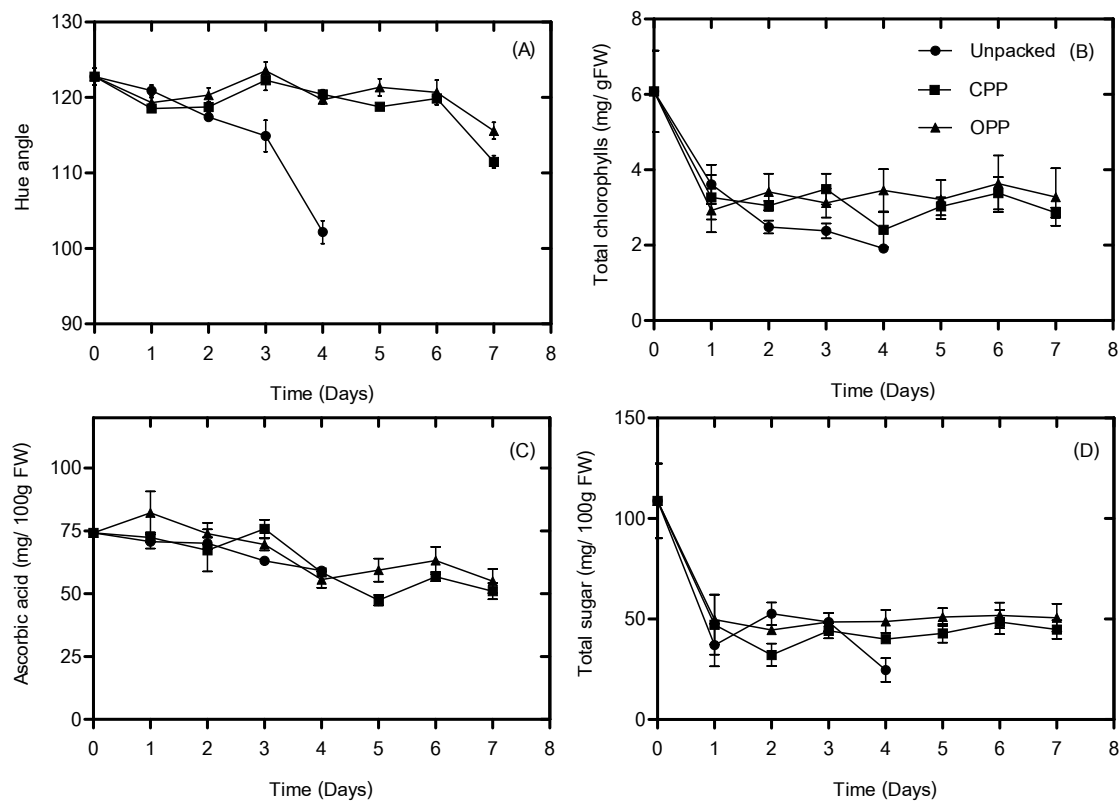 130
120
110
100
90
Hue angle
(A)
0 1 2 3 4 5 6 7 8
Time (Days)
8
6
4
2
0
Total chlorophylls (mg/ gFW)
Unpacked (B)
CPP
OPP
0 1 2 3 4 5 6 7 8
Time (Days)
100
75
50
25
0
Ascorbic acid (mg/ 100g FW)
(C)
0 1 2 3 4 5 6 7 8
Time (Days)
150
100
50
0
Total sugar (mg/ 100g FW)
(D)
0 1 2 3 4 5 6 7 8
Time (Days)